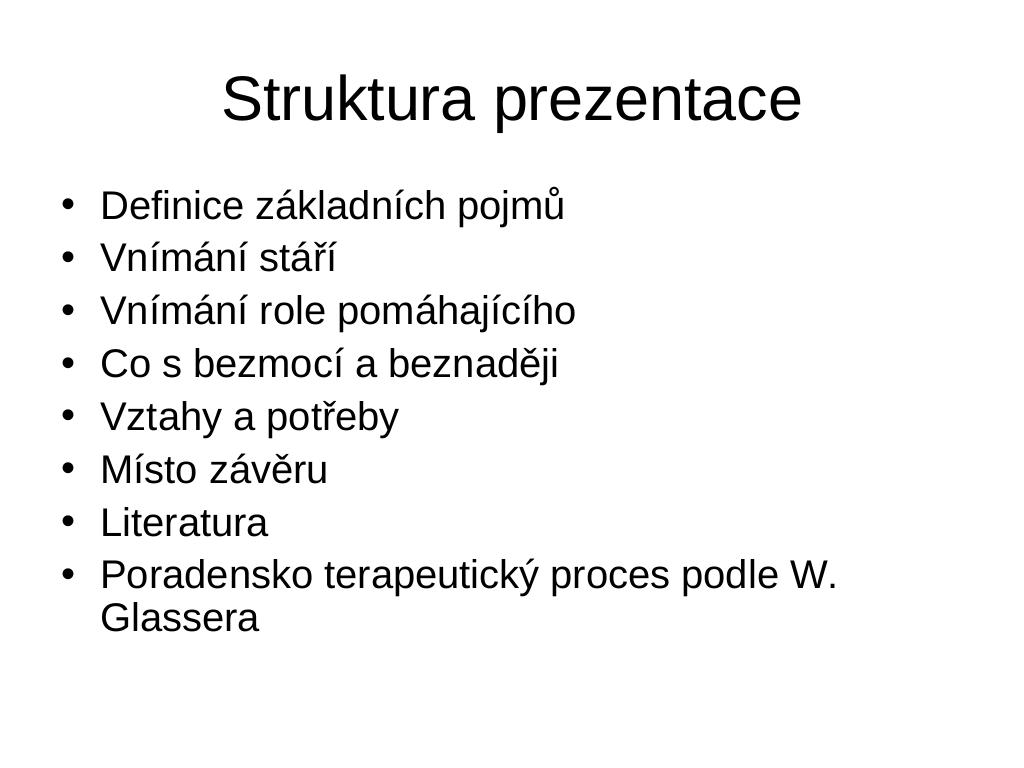 Struktura prezentace
• Definice základních pojmů
• Vnímání stáří
• Vnímání role pomáhajícího
• Co s bezmocí a beznaději
• Vztahy a potřeby
• Místo závěru
• Literatura
• Poradensko terapeutický proces podle W.
Glassera